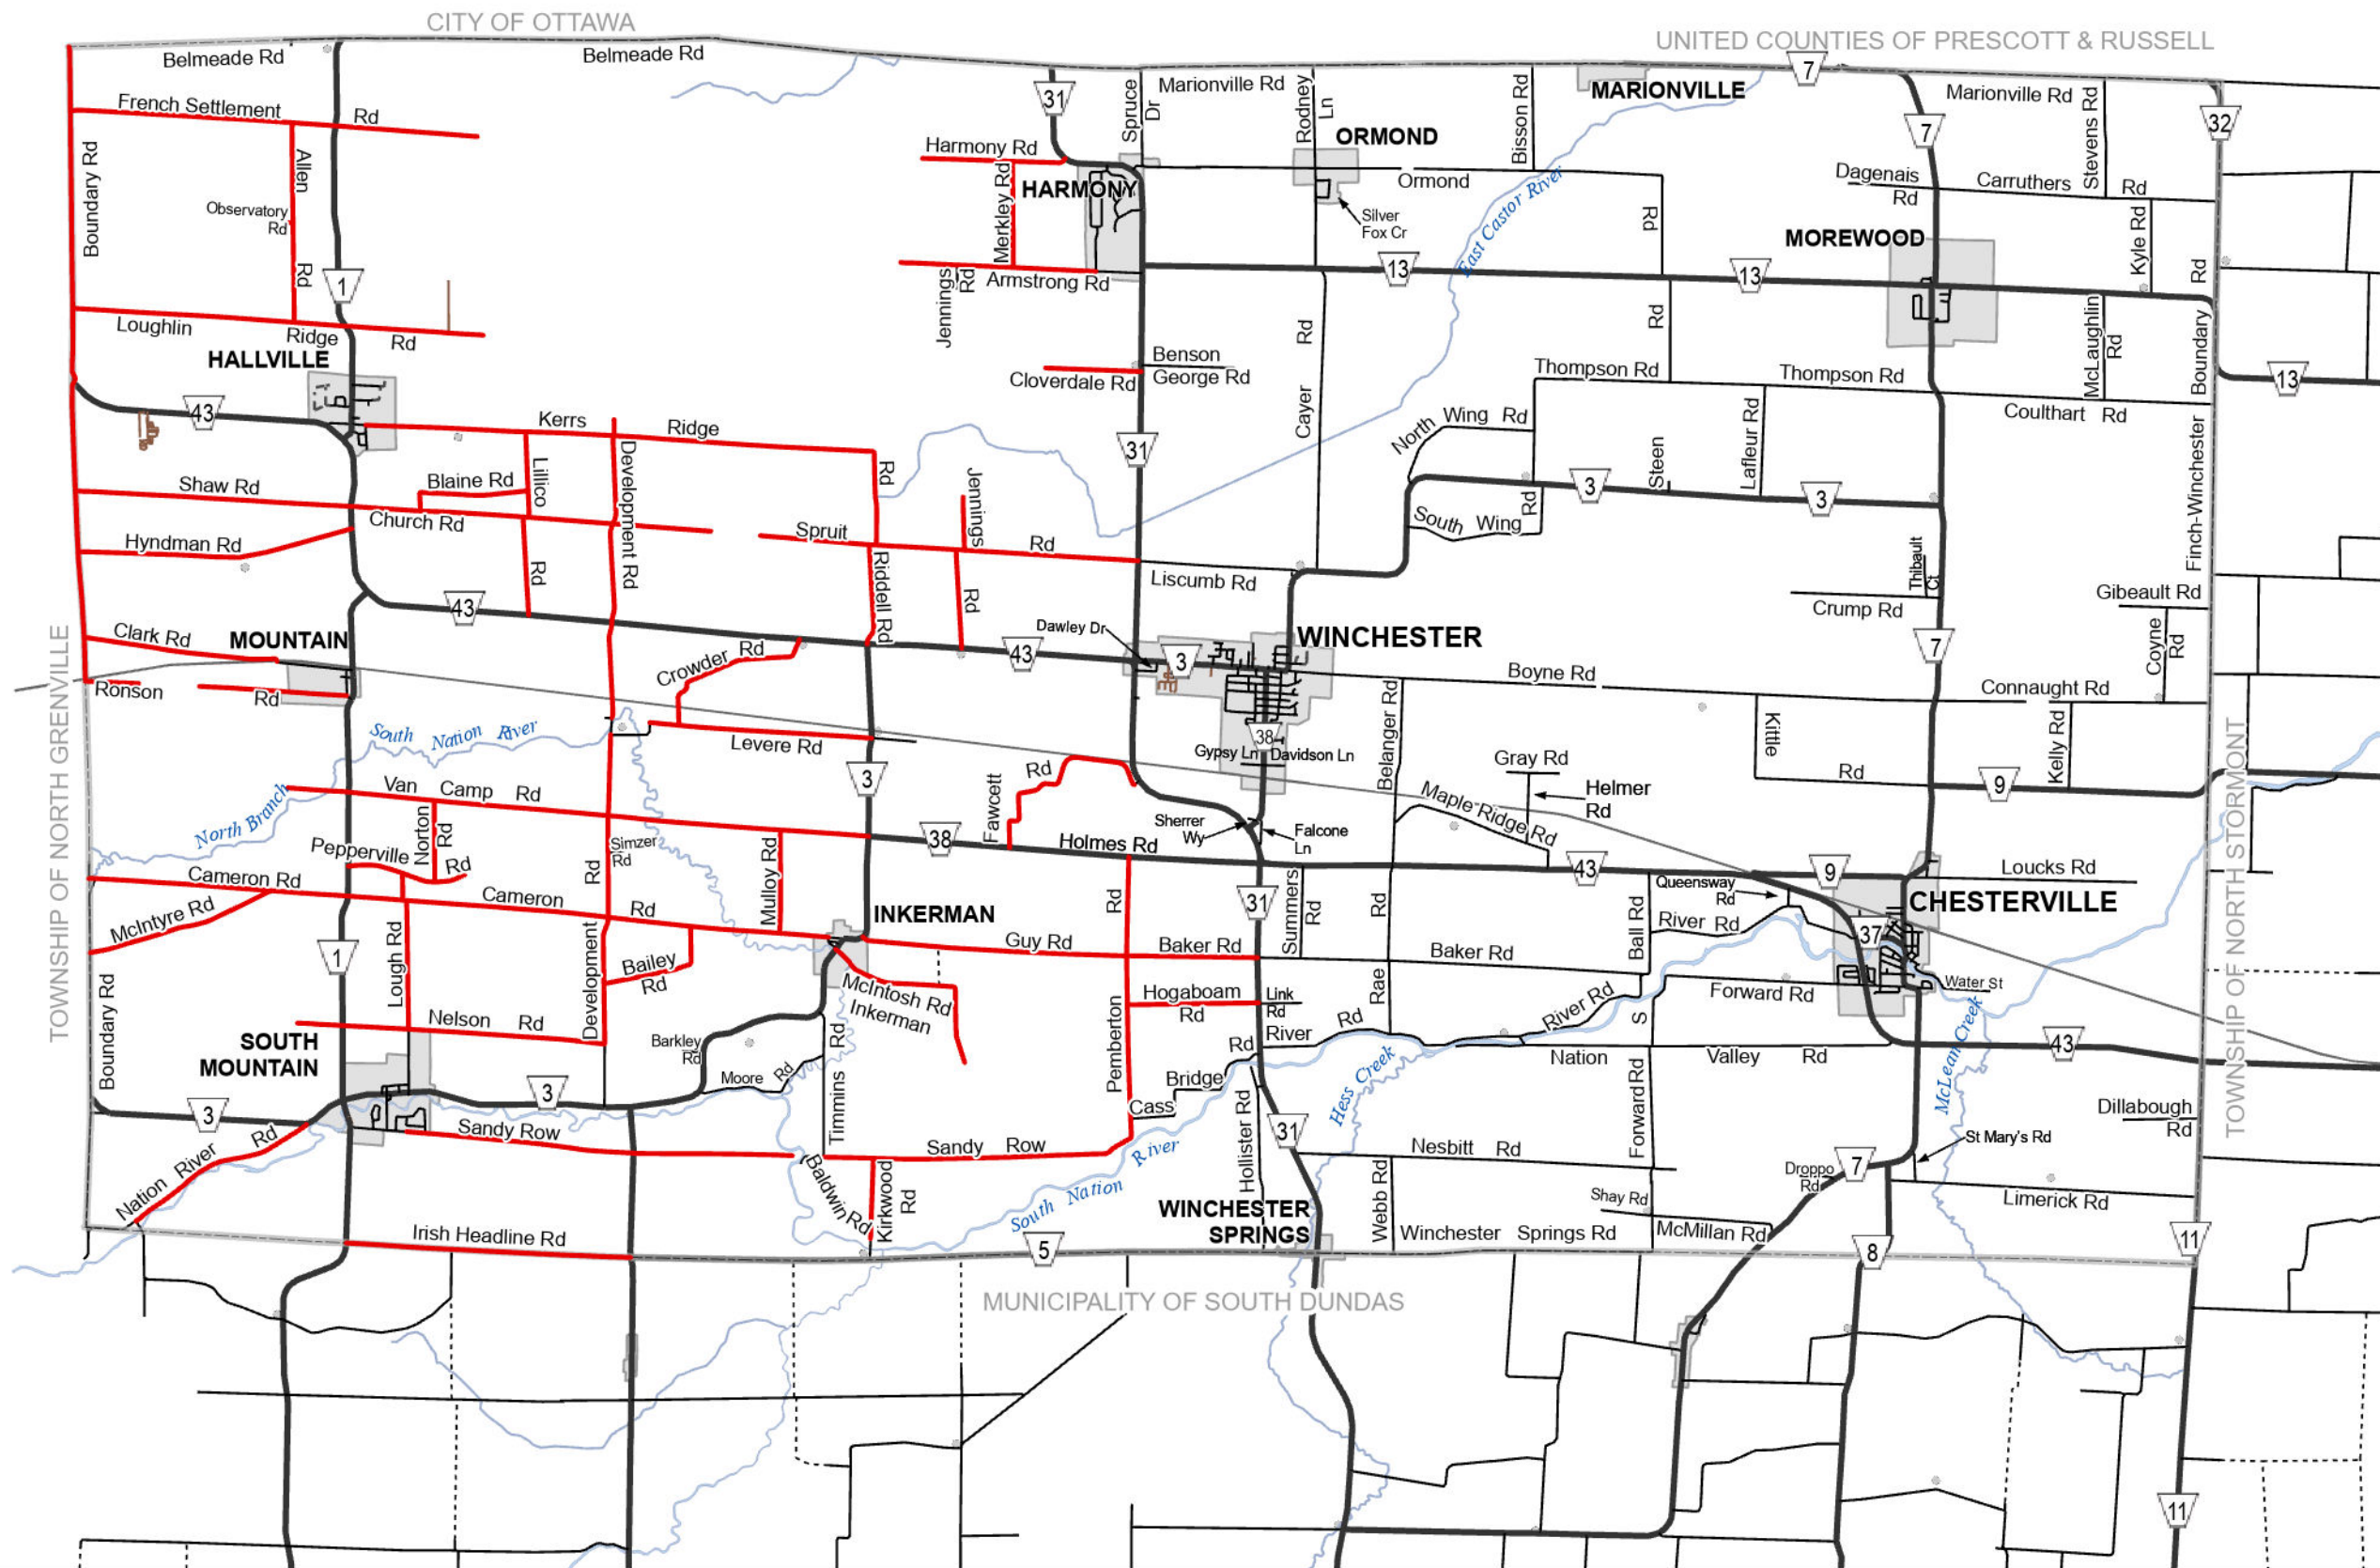 CITY OF OTTAWA
UNITED COUNTIES OF PRESCOTT & RUSSELL
Belmeade Rd
Belmeade Rd
7
31
Spruce
Dr
Marionville Rd
Rodney
Ln
Bisson Rd
MARIONVILLE
Marionville Rd
Stevens Rd
32
French Settlement
Rd
7
ORMOND
Boundary Rd
Allen
Rd
Harmony Rd
Merkley Rd
HARMONY
Ormond
Rd
Dagenais
Rd
Carruthers
Rd
Observatory
Rd
Silver
Fox Cr
East Castor River
MOREWOOD
Kyle Rd
1
Jennings
Rd
Armstrong Rd
13
13
Rd
Boundary
Finch-Winchester
Loughlin
Ridge
Rd
HALLVILLE
Cayer
Rd
Rd
McLaughlin
Rd
Benson
George Rd
Cloverdale Rd
Thompson Rd
Thompson Rd
13
43
Kerrs
Ridge
Rd
North
Wing
Rd
Coulthart
Rd
31
Lillico
Rd
Development Rd
Steen
Lafleur Rd
Shaw Rd
Blaine Rd
Jennings
Rd
3
3
Church Rd
South
Wing
Rd
Hyndman Rd
Spruit
Rd
Riddell Rd
Liscumb Rd
Thibault
Ct
Gibeault Rd
43
Crump Rd
Coyne
Rd
TOWNSHIP OF NORTH GRENVILLE
Clark Rd
MOUNTAIN
Dawley Dr
WINCHESTER
7
Crowder
Rd
43
3
Ronson
Rd
Boyne Rd
Connaught Rd
Belanger Rd
South
Nation
River
Levere Rd
38
Kittle
Rd
Kelly Rd
TOWNSHIP OF NORTH STORMONT
Gypsy Ln
Davidson Ln
Gray Rd
3
Fawcett
Rd
9
Van
Camp
Rd
Helmer
Rd
North Branch
Norton
Rd
Maple Ridge Rd
Sherrer
Wy
Falcone
Ln
Pepperville
Rd
Simzer
Rd
Mulloy Rd
38
Holmes Rd
Cameron Rd
43
9
Loucks Rd
Cameron
Rd
Rd
Queensway
Rd
McIntyre Rd
INKERMAN
31
Summers
Rd
Rd
Ball Rd
River Rd
CHESTERVILLE
37
Guy Rd
Baker Rd
Baker Rd
1
Lough Rd
Bailey
Rd
Development
McIntosh Rd
Inkerman
Rae
Boundary Rd
Hogaboam
Rd
Link
Rd
Forward Rd
Water St
River Rd
S
Nelson
Rd
Pemberton
Rd
River
Rd
Rd
SOUTH
MOUNTAIN
Barkley
Rd
Nation
Valley
Rd
43
McLean Creek
Moore
Rd
Timmins
Rd
Bridge
Cass
Hess Creek
Forward Rd
3
3
Dillabough
Rd
Hollister Rd
31
Sandy Row
Sandy
Row
Nesbitt
Rd
St Mary's Rd
Nation
River
Rd
Baldwin
Rd
Kirkwood
Rd
South
Nation
River
Webb Rd
Droppo
Rd
7
Shay Rd
Limerick Rd
WINCHESTER
SPRINGS
Irish Headline Rd
5
Winchester
Springs Rd
McMillan Rd
8
11
MUNICIPALITY OF SOUTH DUNDAS
11